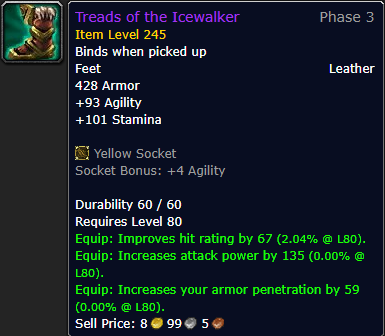 Treads of the Icewalker Phase 3
Item Level 245
Binds when picked up
Feet Leather
428 Armor
+93 Agility
+101 Stamina
Yellow Socket
Socket Bonus: +4 Agility
Durability 60 / 60
Requires Level 80
Equip: Improves hit rating by 67 (2.04% @ L80).
Equip: Increases attack power by 135 (0.00% @
L80).
Equip: Increases your armor penetration by 59
(0.00% @ L80).
Sell Price: 8 99 5